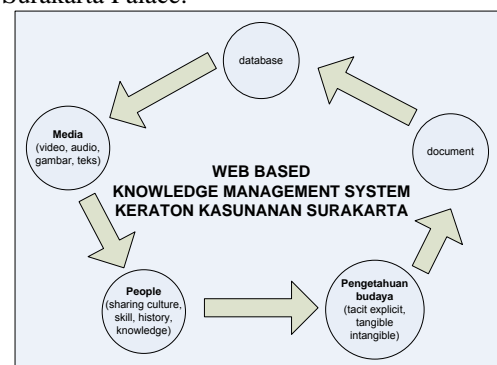 Surakarta Palace.
database
Media
(video, audio,
gambar, teks)
document
WEB BASED
KNOWLEDGE MANAGEMENT SYSTEM
KERATON KASUNANAN SURAKARTA
People
(sharing culture,
skill, history,
knowledge)
Pengetahuan
budaya
(tacit explicit,
tangible
intangible)